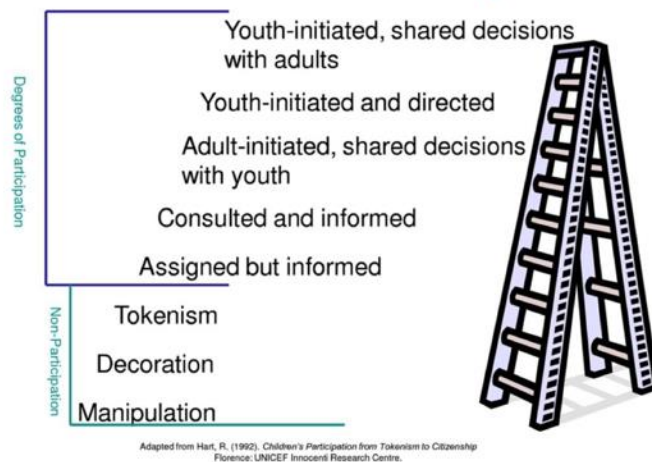 Youth-initiated, shared decisions
with adults
Youth-initiated and directed
Adult-initiated, shared decisions
with youth
Consulted and informed
Assigned but informed
Tokenism
Decoration
Manipulation
Degrees of Participation
Non-Participation
Adapted from Hart, R. (1992). Children's Participation from Tokenism to Citizenship
Florence: UNICEF Innocenti Research Centre.